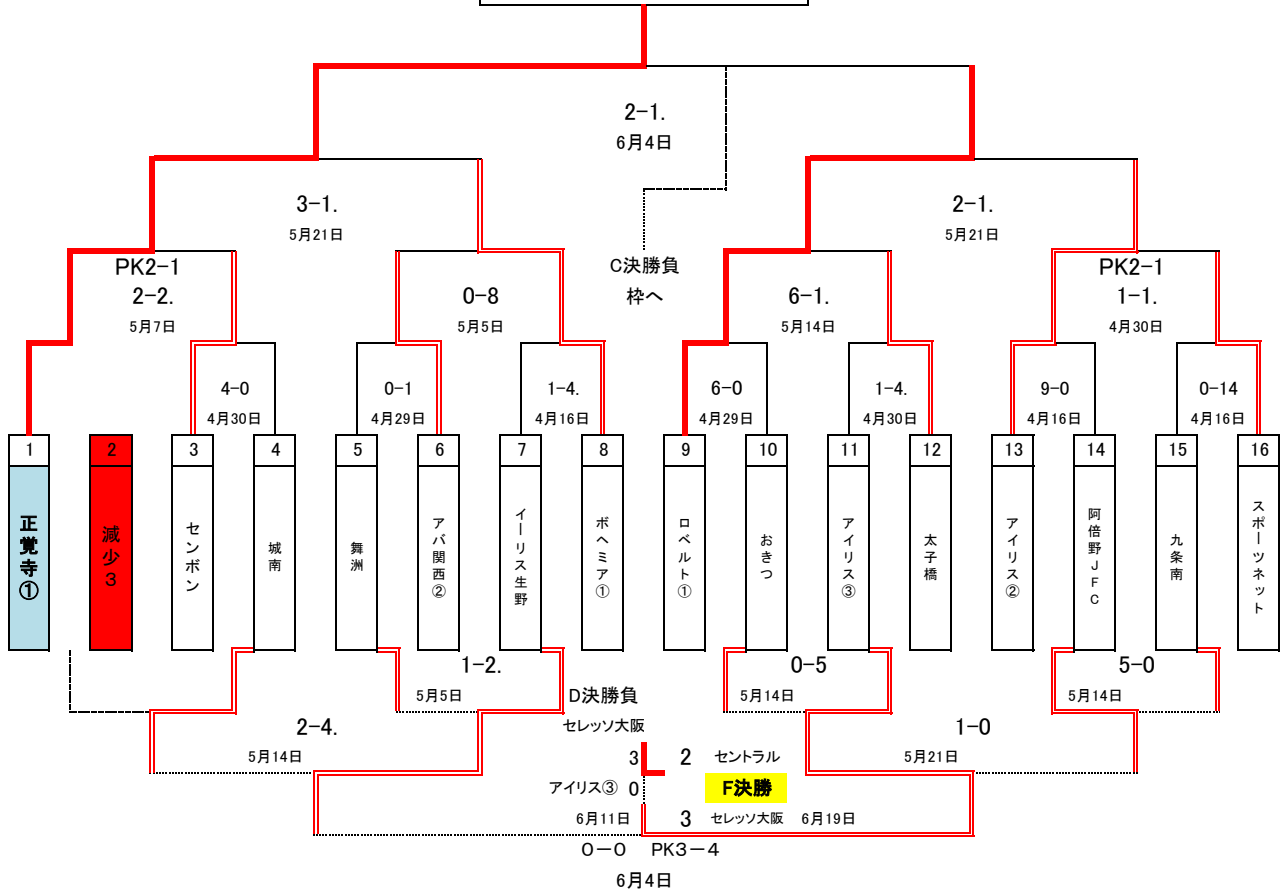 2-1.
6月4日
3-1.
5月21日
2-1.
5月21日
C決勝負
枠へ
PK2-1
2-2.
5月7日
0-8
5月5日
6-1.
5月14日
PK2-1
1-1.
4月30日
4-0
4月30日
0-1
4月29日
1-4.
4月16日
6-0
4月29日
1-4.
4月30日
9-0
4月16日
0-14
4月16日
1 2 3 4 5 6 7 8 9 10 11 12 13 14 15 16
正覚寺①
減少3
センボン
城南
舞洲
アバ関西②
イーリス生野
ボヘミア①
ロベルト①
おきつ
アイリス③
太子橋
アイリス②
阿倍野JFC
九条南
スポーツネット
1-2.
5月5日
0-5
5月14日
5-0
5月14日
D決勝負
セレッソ大阪
2-4.
5月14日
1-0
5月21日
3 2 セントラル
アイリス③ 0 F決勝
6月11日 3 セレッソ大阪 6月19日
0-0 PK3-4
6月4日